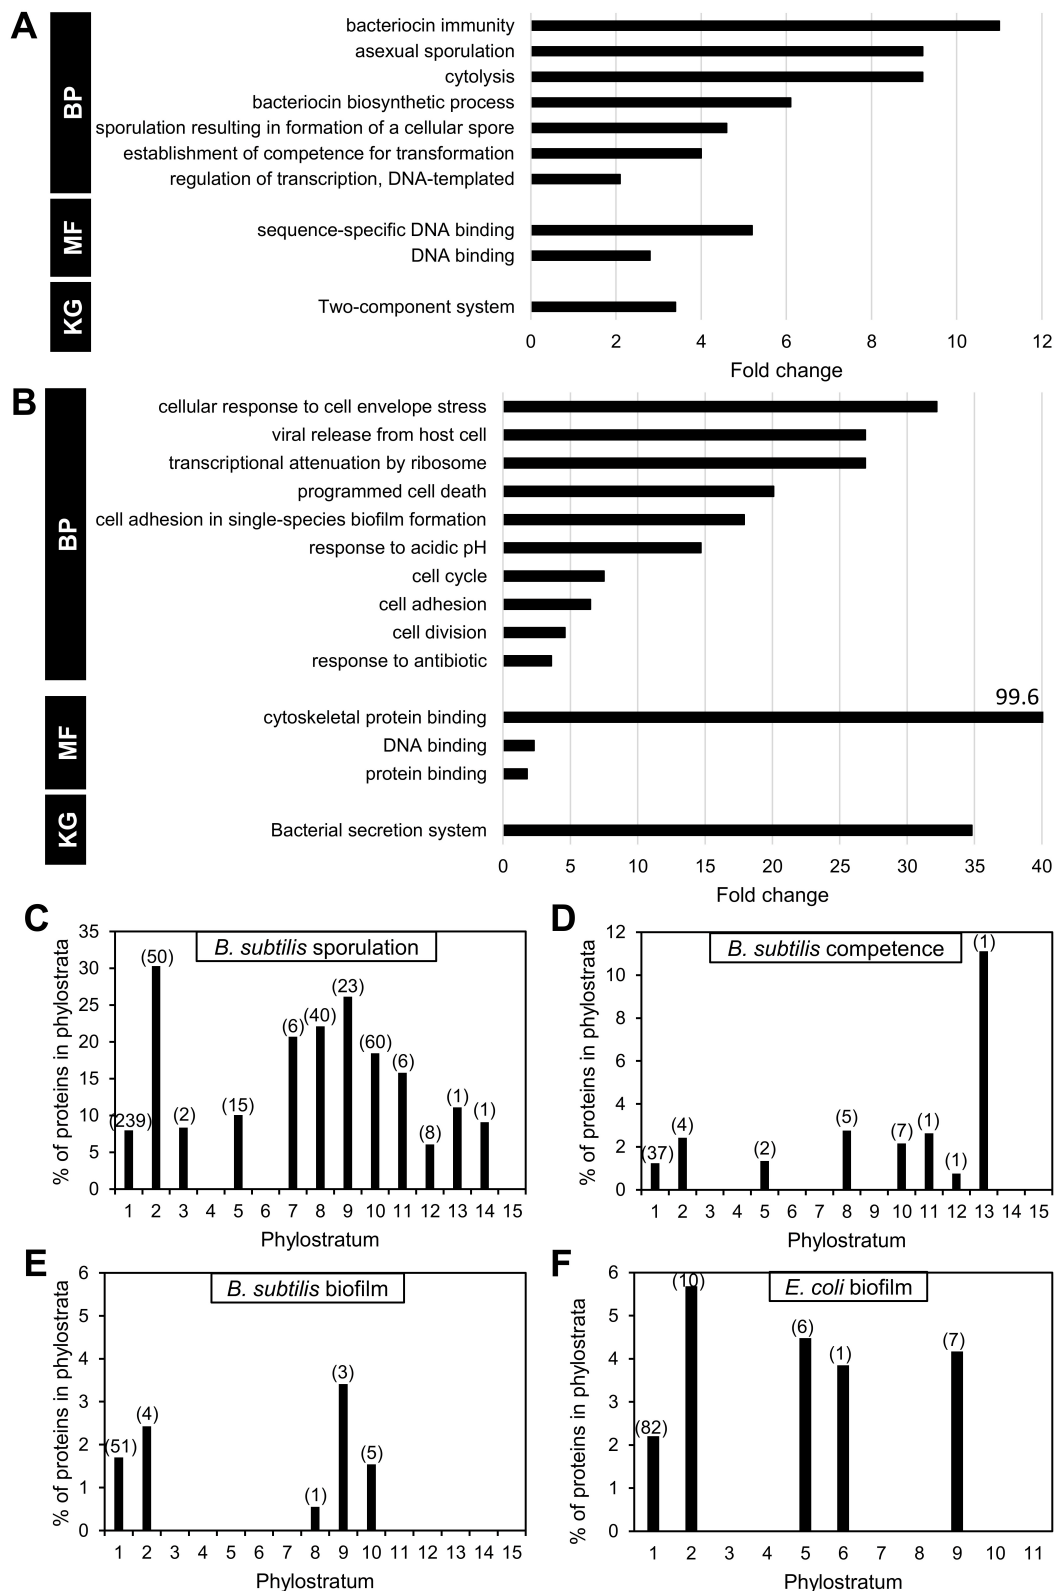 A
BP
bacteriocin immunity
asexual sporulation
cytolysis
bacteriocin biosynthetic process
sporulation resulting in formation of a cellular spore
establishment of competence for transformation
regulation of transcription, DNA-templated
MF
sequence-specific DNA binding
DNA binding
KG
Two-component system
0 2 4 6 8 10 12
Fold change
B
BP
cellular response to cell envelope stress
viral release from host cell
transcriptional attenuation by ribosome
programmed cell death
cell adhesion in single-species biofilm formation
response to acidic pH
cell cycle
cell adhesion
cell division
response to antibiotic
MF
99.6
cytoskeletal protein binding
DNA binding
protein binding
KG
Bacterial secretion system
0 5 10 15 20 25 30 35 40
Fold change
C
B. subtilis sporulation
% of proteins in phylostrata
35
30
25
20
15
10
5
0
(239) (50) (2) (15) (6) (40) (23) (60) (6) (8) (1) (1)
1 2 3 4 5 6 7 8 9 10 11 12 13 14 15
Phylostratum
D
B. subtilis competence
% of proteins in phylostrata
12
10
8
6
4
2
0
(37) (4) (2) (5) (7) (1) (1) (1)
1 2 3 4 5 6 7 8 9 10 11 12 13 14 15
Phylostratum
E
B. subtilis biofilm
% of proteins in phylostrata
6
5
4
3
2
1
0
(51) (4) (1) (3) (5)
1 2 3 4 5 6 7 8 9 10 11 12 13 14 15
Phylostratum
F
E. coli biofilm
% of proteins in phylostrata
6
5
4
3
2
1
0
(82) (10) (6) (1) (7)
1 2 3 4 5 6 7 8 9 10 11
Phylostratum